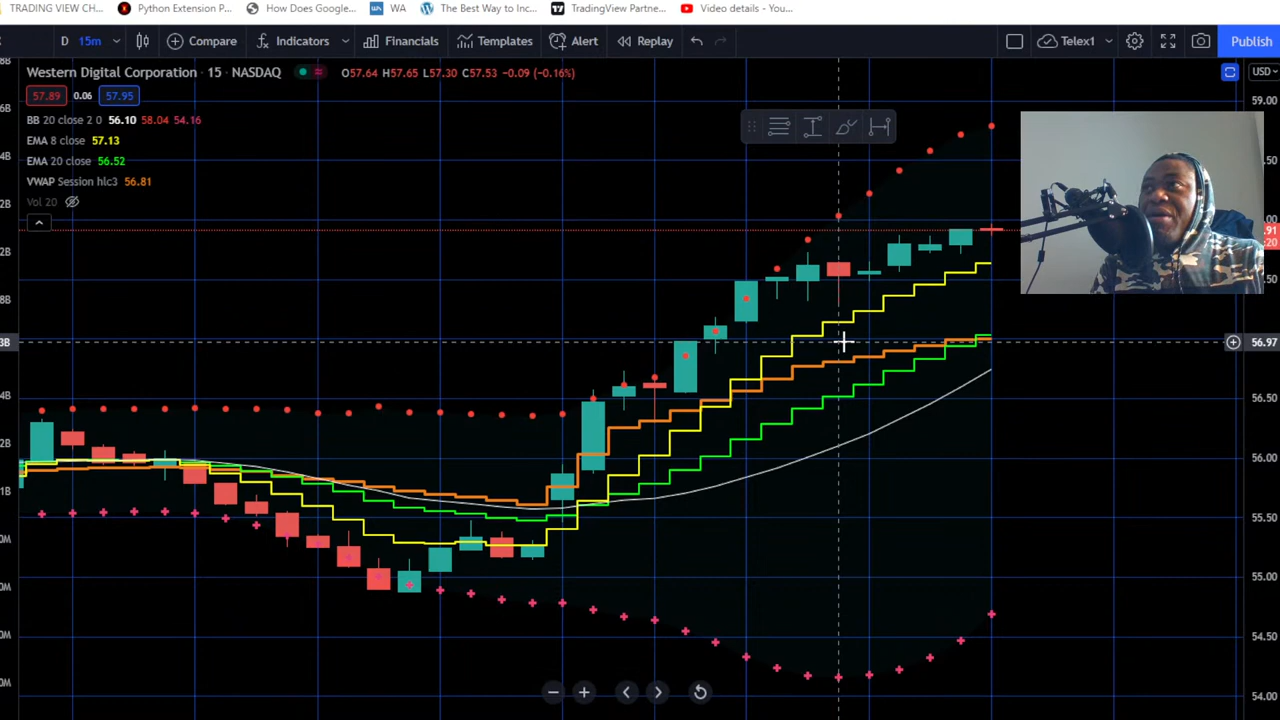 TRADING VIEW CH...
Python Extension P...
How Does Google...
WA
The Best Way to Inc...
TradingView Partne...
Video details - You...
D 15m Compare Indicators Financials Templates Alert Replay Telex1 Publish
Western Digital Corporation · 15 · NASDAQ O57.64 H57.65 L57.30 C57.53 -0.09 (-0.16%)
USD
57.89 0.06 57.95
BB 20 close 2 0 56.10 58.04 54.16
EMA 8 close 57.13
EMA 20 close 56.52
VWAP Session hlc3 56.81
Vol 20
59.00
56.97
56.50
56.00
55.50
55.00
54.50
54.00